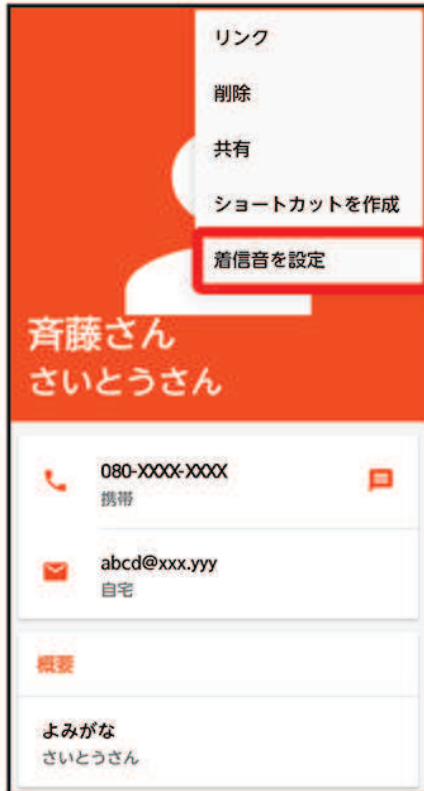 リンク
削除
共有
ショートカットを作成
着信音を設定
斉藤さん
さいとうさん
080-XXXX-XXXX
携帯
abcd@xxx.yyy
自宅
概要
よみがな
さいとうさん